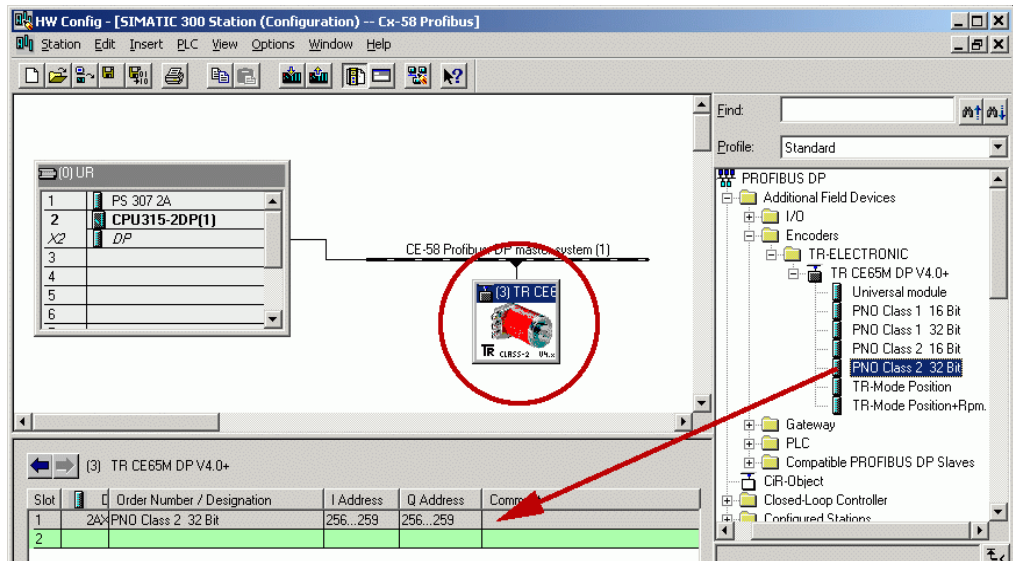 HW Config - [SIMATIC 300 Station (Configuration) -- Cx-58 Profibus]
Station Edit Insert PLC View Options Window Help
(0) UR
1 PS 307 2A
2 CPU315-2DP(1)
X2 DP
3
4
5
6
CE-58 Profibus: DP master system (1)
(3) TR CE6
TR CLASS-2 V4.x
Find:
Profile: Standard
PROFIBUS DP
Additional Field Devices
I/O
Encoders
TR-ELECTRONIC
TR CE65M DP V4.0+
Universal module
PNO Class 1 16 Bit
PNO Class 1 32 Bit
PNO Class 2 16 Bit
PNO Class 2 32 Bit
TR-Mode Position
TR-Mode Position+Rpm.
Gateway
PLC
Compatible PROFIBUS DP Slaves
CiR-Object
Closed-Loop Controller
Configured Stations
(3) TR CE65M DP V4.0+
Slot D Order Number / Designation I Address Q Address Comment
1 2AX PNO Class 2 32 Bit 256...259 256...259
2